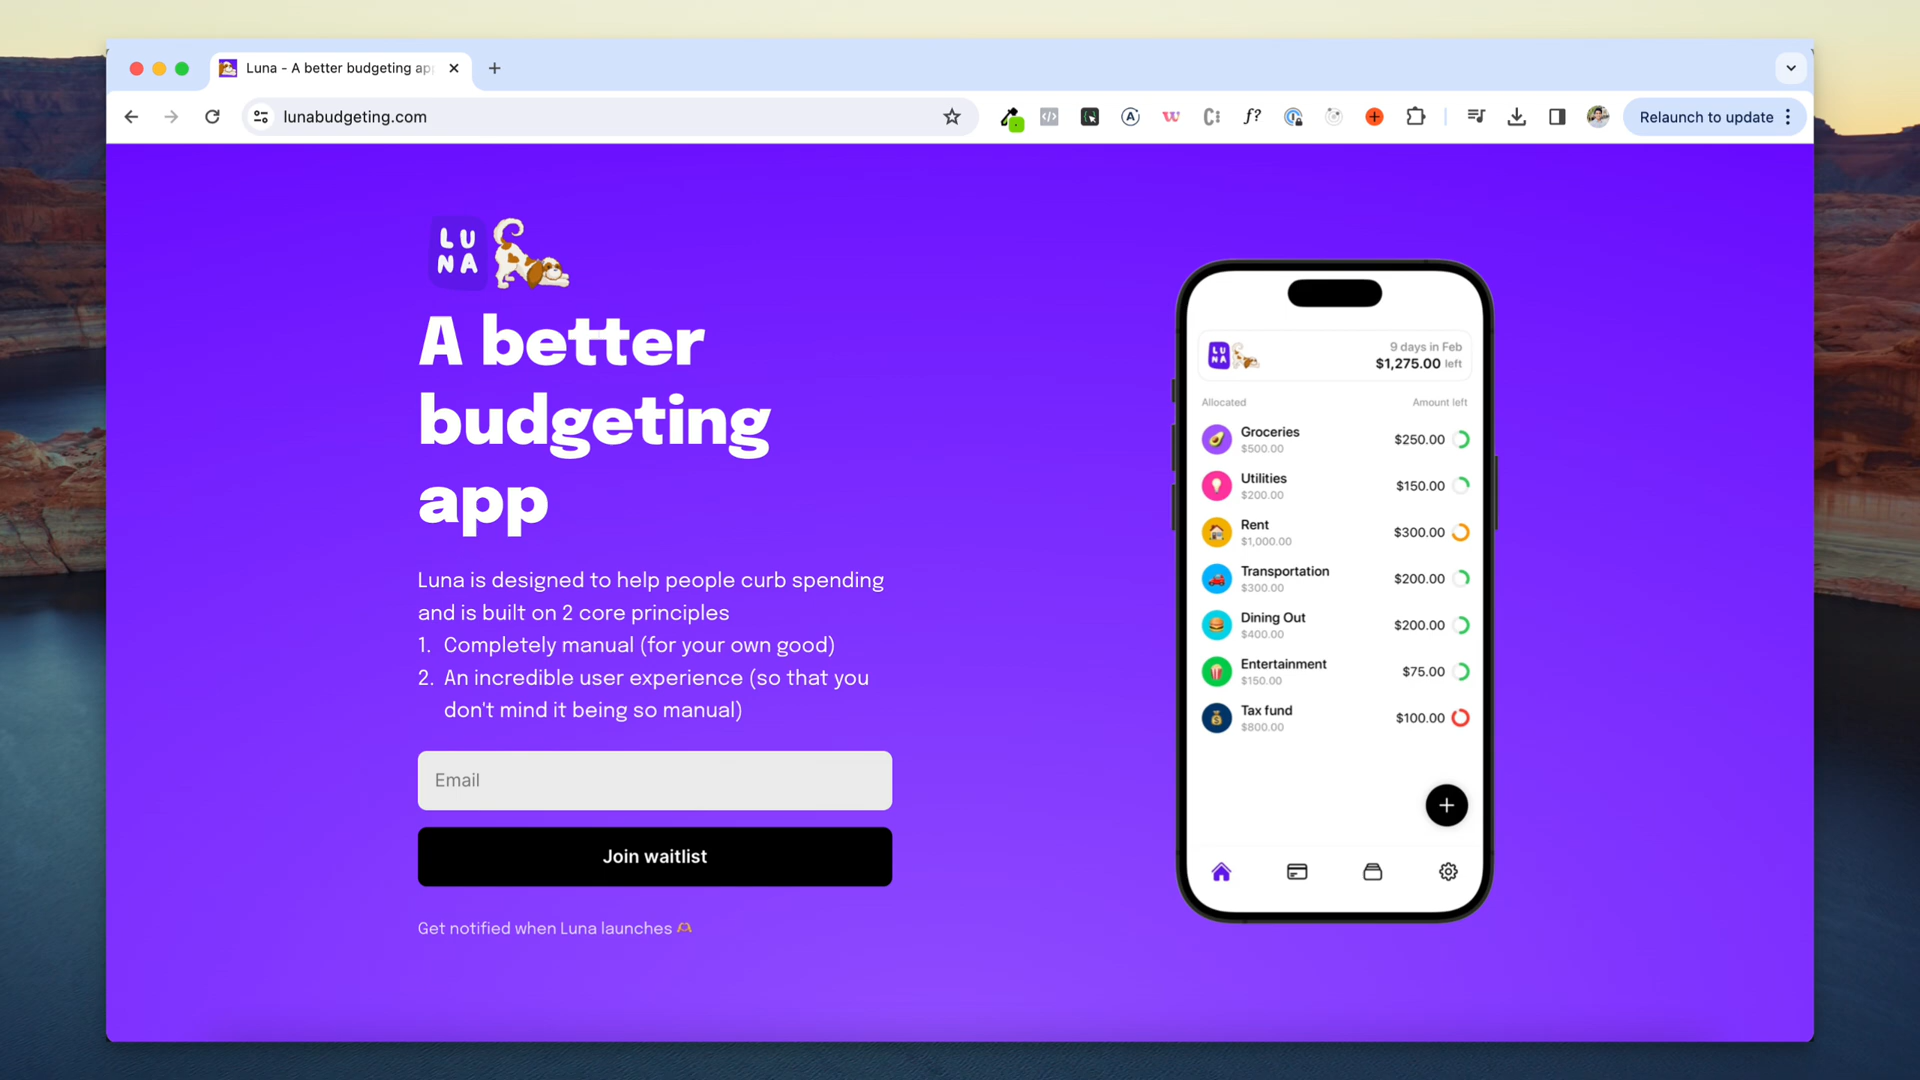 Luna - A better budgeting ap
lunabudgeting.com
Relaunch to update
LU
NA
A better
budgeting
app
Luna is designed to help people curb spending
and is built on 2 core principles
1. Completely manual (for your own good)
2. An incredible user experience (so that you
don't mind it being so manual)
Email
Join waitlist
Get notified when Luna launches 🫶
LU
NA
9 days in Feb
$1,275.00 left
Allocated Amount left
Groceries
$500.00
$250.00
Utilities
$200.00
$150.00
Rent
$1,000.00
$300.00
Transportation
$300.00
$200.00
Dining Out
$400.00
$200.00
Entertainment
$150.00
$75.00
Tax fund
$800.00
$100.00